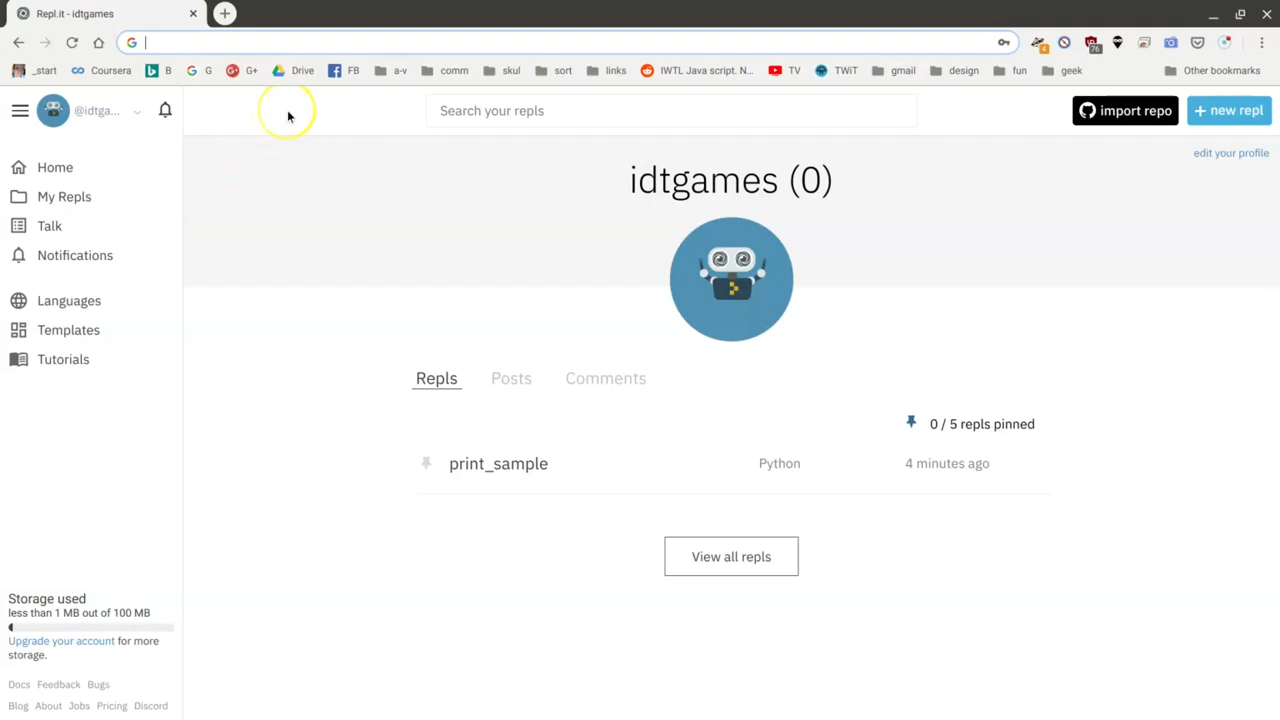 Repl.it - idtgames
_start Coursera B G G+ Drive FB a-v comm skul sort links IWTL Java script. N... TV TWiT gmail design fun geek Other bookmarks
@idtga... Search your repls import repo + new repl
edit your profile
idtgames (0)
Home
My Repls
Talk
Notifications
Languages
Templates
Tutorials
Repls Posts Comments
0 / 5 repls pinned
print_sample Python 4 minutes ago
View all repls
Storage used
less than 1 MB out of 100 MB
Upgrade your account for more
storage.
Docs Feedback Bugs
Blog About Jobs Pricing Discord